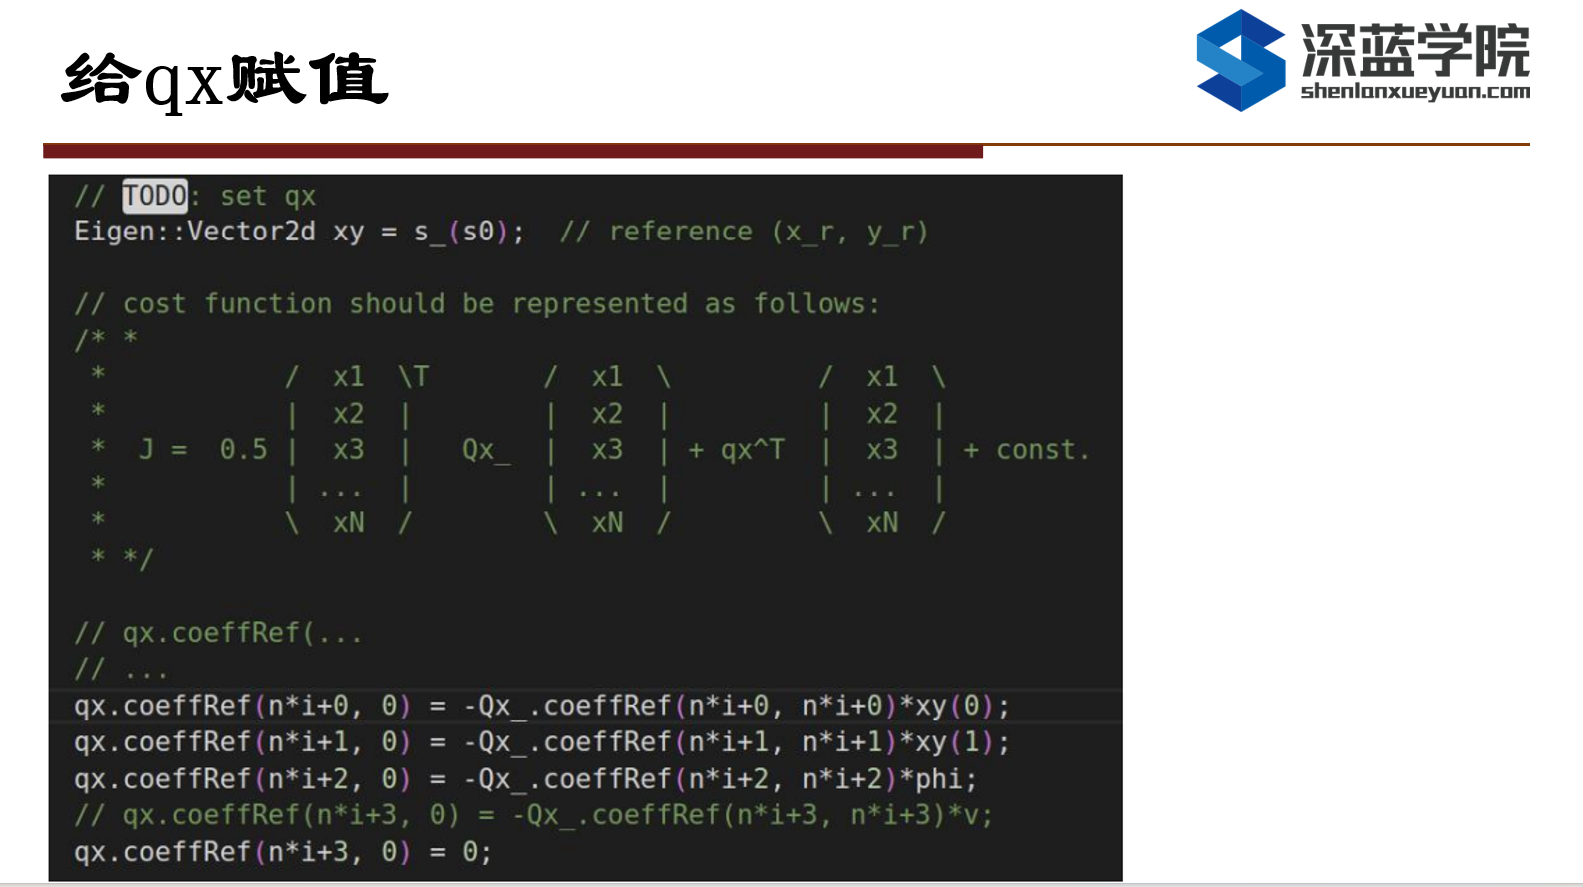 给qx赋值
深蓝学院
shenlanxueyuan.com
// TODO: set qx
Eigen::Vector2d xy = s_(s0);  // reference (x_r, y_r)
// cost function should be represented as follows:
/* *
 *           /  x1  \T       /  x1  \         /  x1  \
 *           |  x2  |        |  x2  |         |  x2  |
 *  J =  0.5 |  x3  |   Qx_  |  x3  | + qx^T  |  x3  | + const.
 *           | ...  |        | ...  |         | ...  |
 *           \  xN  /        \  xN  /         \  xN  /
 * */
// qx.coeffRef(...
// ...
qx.coeffRef(n*i+0, 0) = -Qx_.coeffRef(n*i+0, n*i+0)*xy(0);
qx.coeffRef(n*i+1, 0) = -Qx_.coeffRef(n*i+1, n*i+1)*xy(1);
qx.coeffRef(n*i+2, 0) = -Qx_.coeffRef(n*i+2, n*i+2)*phi;
// qx.coeffRef(n*i+3, 0) = -Qx_.coeffRef(n*i+3, n*i+3)*v;
qx.coeffRef(n*i+3, 0) = 0;